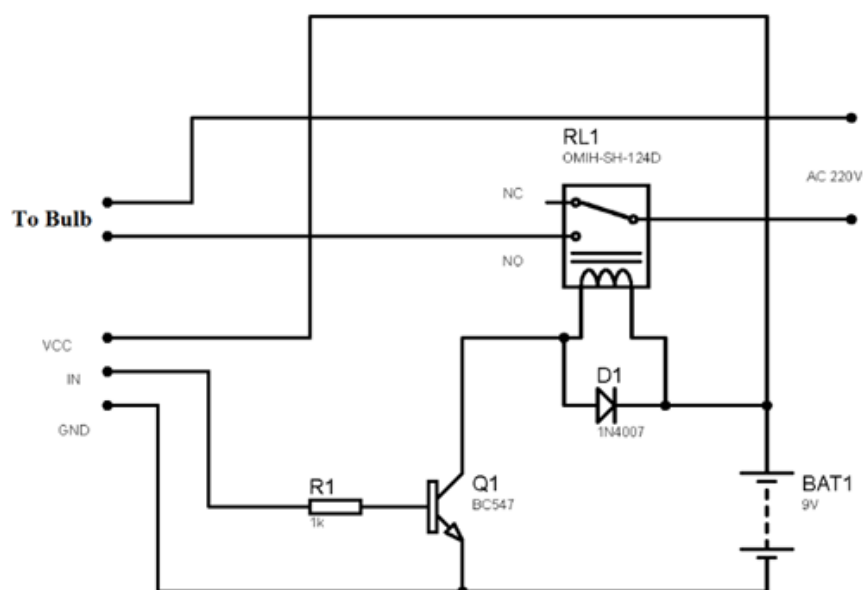 RL1
OMIH-SH-124D
AC 220V
NC
To Bulb
NO
VCC
IN
D1
1N4007
GND
R1
1k
Q1
BC547
BAT1
9V